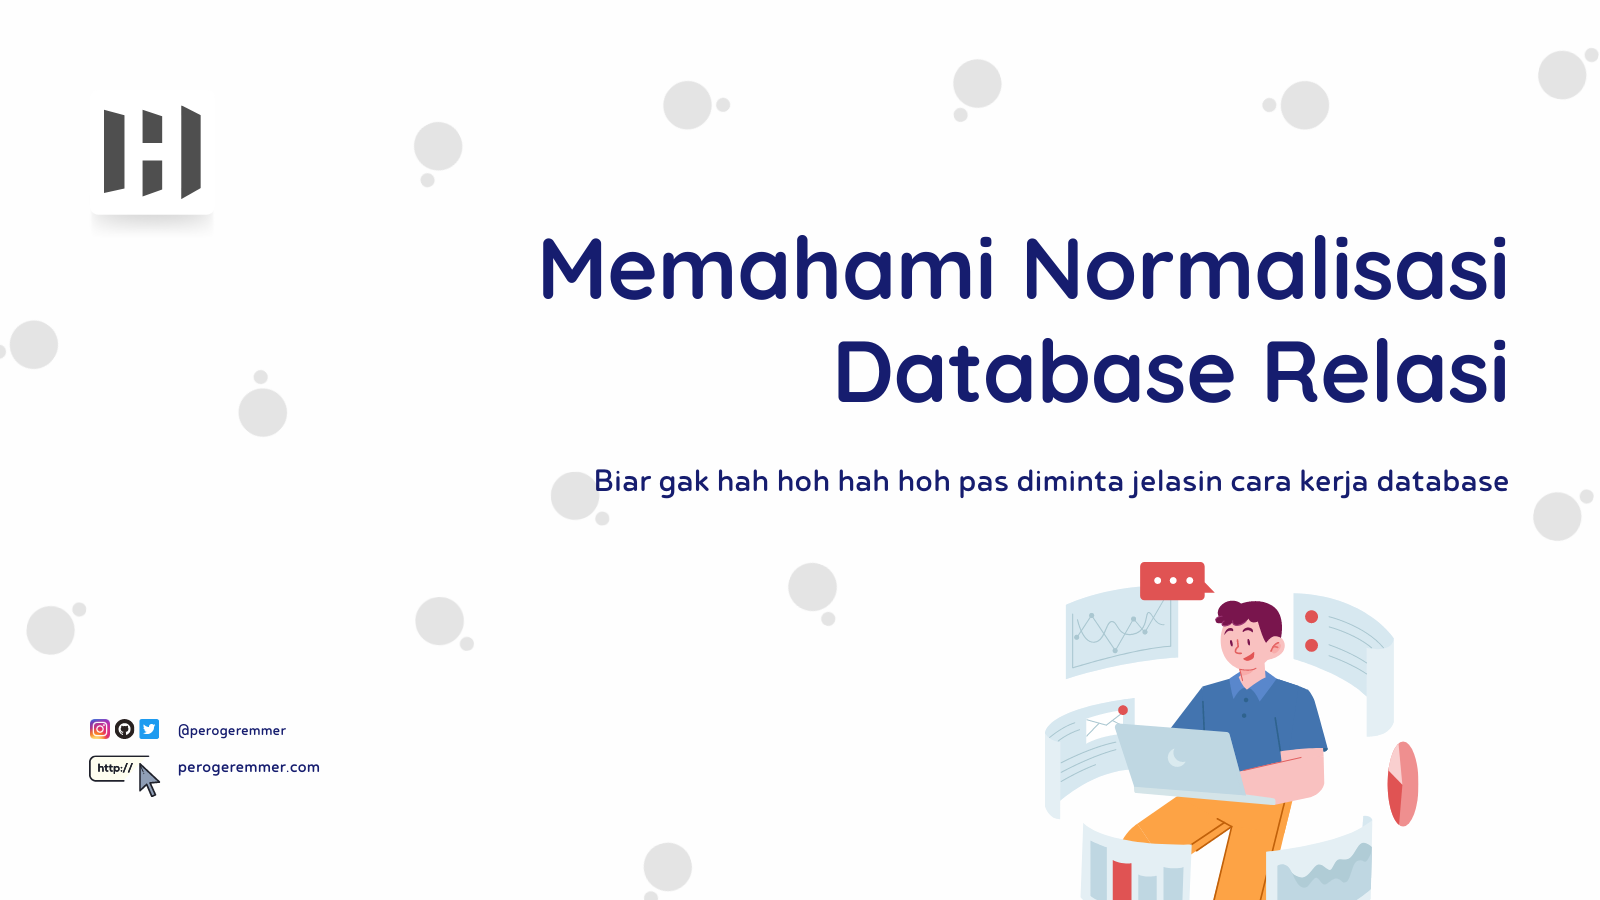 Memahami Normalisasi
Database Relasi
Biar gak hah hoh hah hoh pas diminta jelasin cara kerja database
@perogeremmer
http://
perogeremmer.com